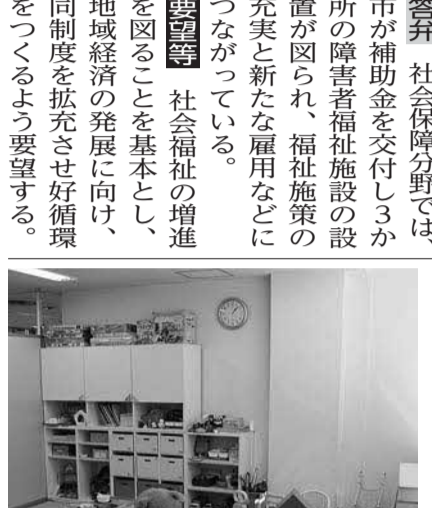 答弁　社会保障分野では、
市が補助金を交付し３か
所の障害者福祉施設の設
置が図られ、福祉施策の
充実と新たな雇用などに
つながっている。
要望等　社会福祉の増進
を図ることを基本とし、
地域経済の発展に向け、
同制度を拡充させ好循環
をつくるよう要望する。